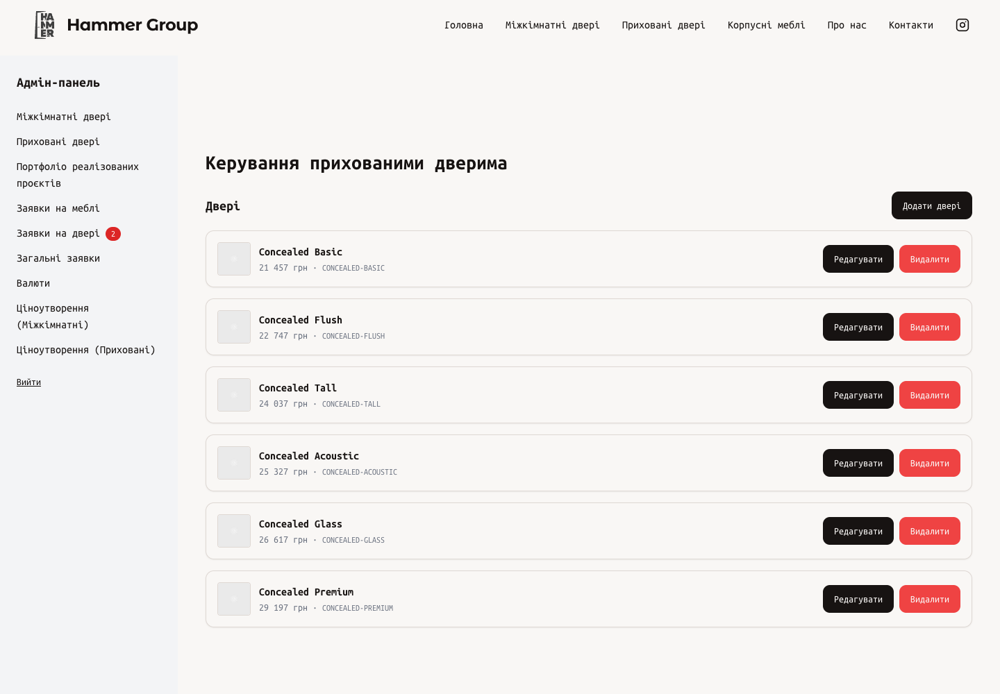 HAMMER
Hammer Group
Головна
Міжкімнатні двері
Приховані двері
Корпусні меблі
Про нас
Контакти
Адмін-панель
Міжкімнатні двері
Приховані двері
Портфоліо реалізованих
проєктів
Заявки на меблі
Заявки на двері 2
Загальні заявки
Валюти
Ціноутворення
(Міжкімнатні)
Ціноутворення (Приховані)
Вийти
Керування прихованими дверима
Двері
Додати двері
Concealed Basic
21 457 грн · CONCEALED-BASIC
Редагувати
Видалити
Concealed Flush
22 747 грн · CONCEALED-FLUSH
Редагувати
Видалити
Concealed Tall
24 037 грн · CONCEALED-TALL
Редагувати
Видалити
Concealed Acoustic
25 327 грн · CONCEALED-ACOUSTIC
Редагувати
Видалити
Concealed Glass
26 617 грн · CONCEALED-GLASS
Редагувати
Видалити
Concealed Premium
29 197 грн · CONCEALED-PREMIUM
Редагувати
Видалити